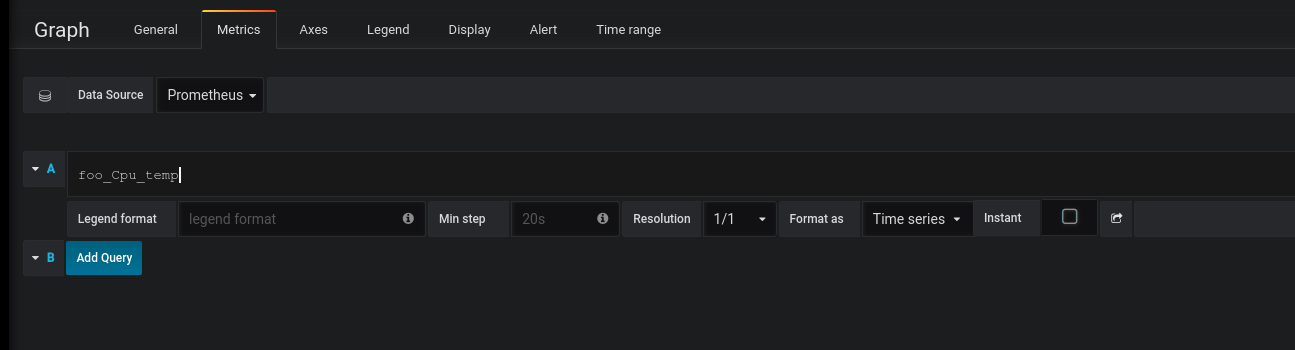 Graph General Metrics Axes Legend Display Alert Time range
Data Source Prometheus
A foo_Cpu_temp
Legend format legend format Min step 20s Resolution 1/1 Format as Time series Instant
B Add Query